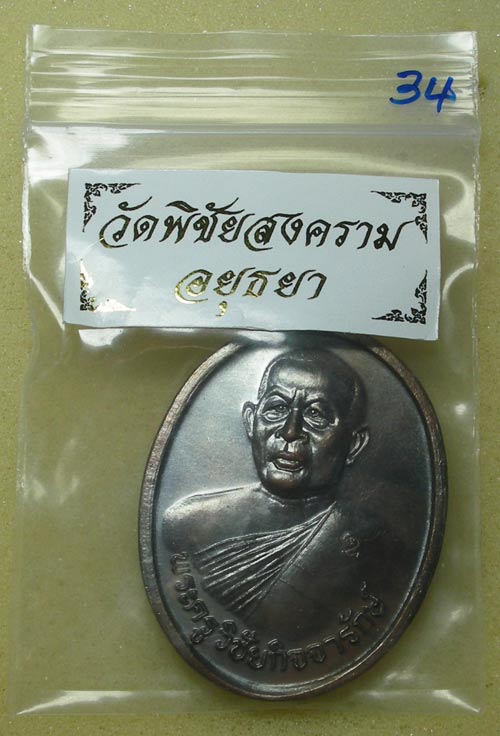 34
วัดพิชัยสงคราม
อยุธยา
พระครูวิชัยกิจจารักษ์